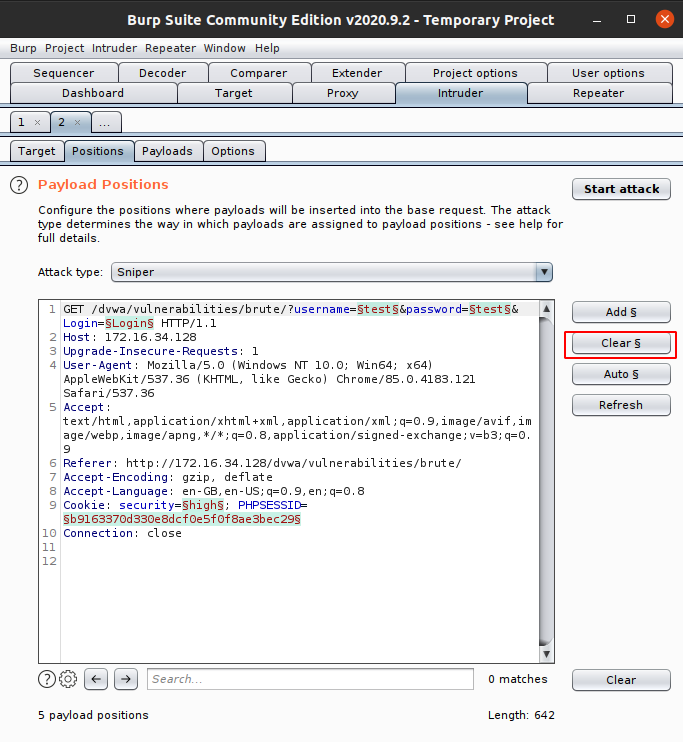 Burp Suite Community Edition v2020.9.2 - Temporary Project
Burp Project Intruder Repeater Window Help
Sequencer Decoder Comparer Extender Project options User options
Dashboard Target Proxy Intruder Repeater
1 × 2 × ...
Target Positions Payloads Options
? Payload Positions
Start attack
Configure the positions where payloads will be inserted into the base request. The attack
type determines the way in which payloads are assigned to payload positions - see help for
full details.
Attack type: Sniper
1 GET /dvwa/vulnerabilities/brute/?username=§test§&password=§test§&
Login=§Login§ HTTP/1.1
2 Host: 172.16.34.128
3 Upgrade-Insecure-Requests: 1
4 User-Agent: Mozilla/5.0 (Windows NT 10.0; Win64; x64)
AppleWebKit/537.36 (KHTML, like Gecko) Chrome/85.0.4183.121
Safari/537.36
5 Accept:
text/html,application/xhtml+xml,application/xml;q=0.9,image/avif,im
age/webp,image/apng,*/*;q=0.8,application/signed-exchange;v=b3;q=0.
9
6 Referer: http://172.16.34.128/dvwa/vulnerabilities/brute/
7 Accept-Encoding: gzip, deflate
8 Accept-Language: en-GB,en-US;q=0.9,en;q=0.8
9 Cookie: security=§high§; PHPSESSID=
§b9163370d330e8dcf0e5f0f8ae3bec29§
10 Connection: close
11
12
Add §
Clear §
Auto §
Refresh
? Search... 0 matches Clear
5 payload positions Length: 642